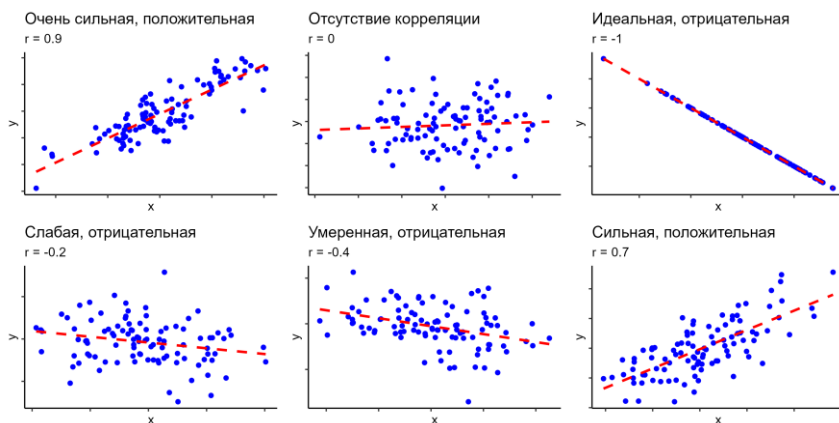 Очень сильная, положительная
r = 0.9
y
x
Отсутствие корреляции
r = 0
y
x
Идеальная, отрицательная
r = -1
y
x
Слабая, отрицательная
r = -0.2
y
x
Умеренная, отрицательная
r = -0.4
y
x
Сильная, положительная
r = 0.7
y
x